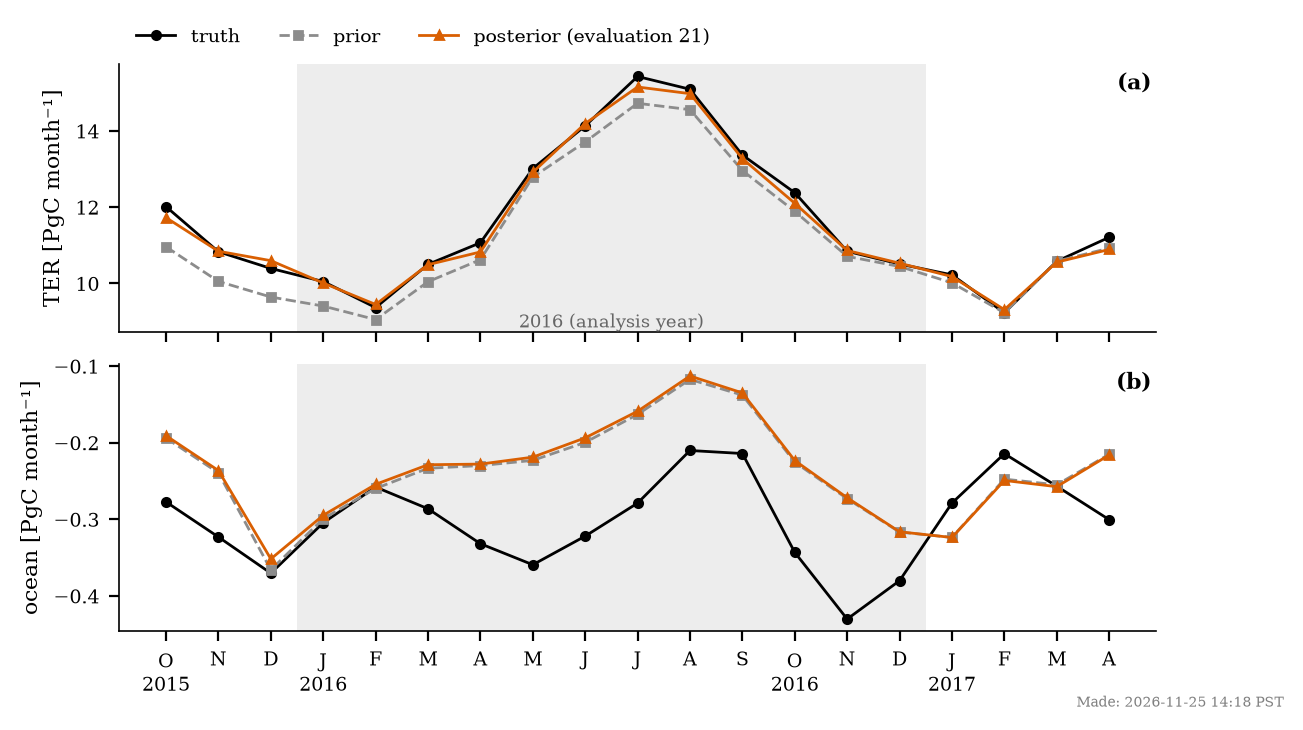 truth prior posterior (evaluation 21)
(a)
TER [PgC month⁻¹]
14
12
10
2016 (analysis year)
(b)
ocean [PgC month⁻¹]
−0.1
−0.2
−0.3
−0.4
O N D J F M A M J J A S O N D J F M A
2015 2016 2016 2017
Made: 2026-11-25 14:18 PST